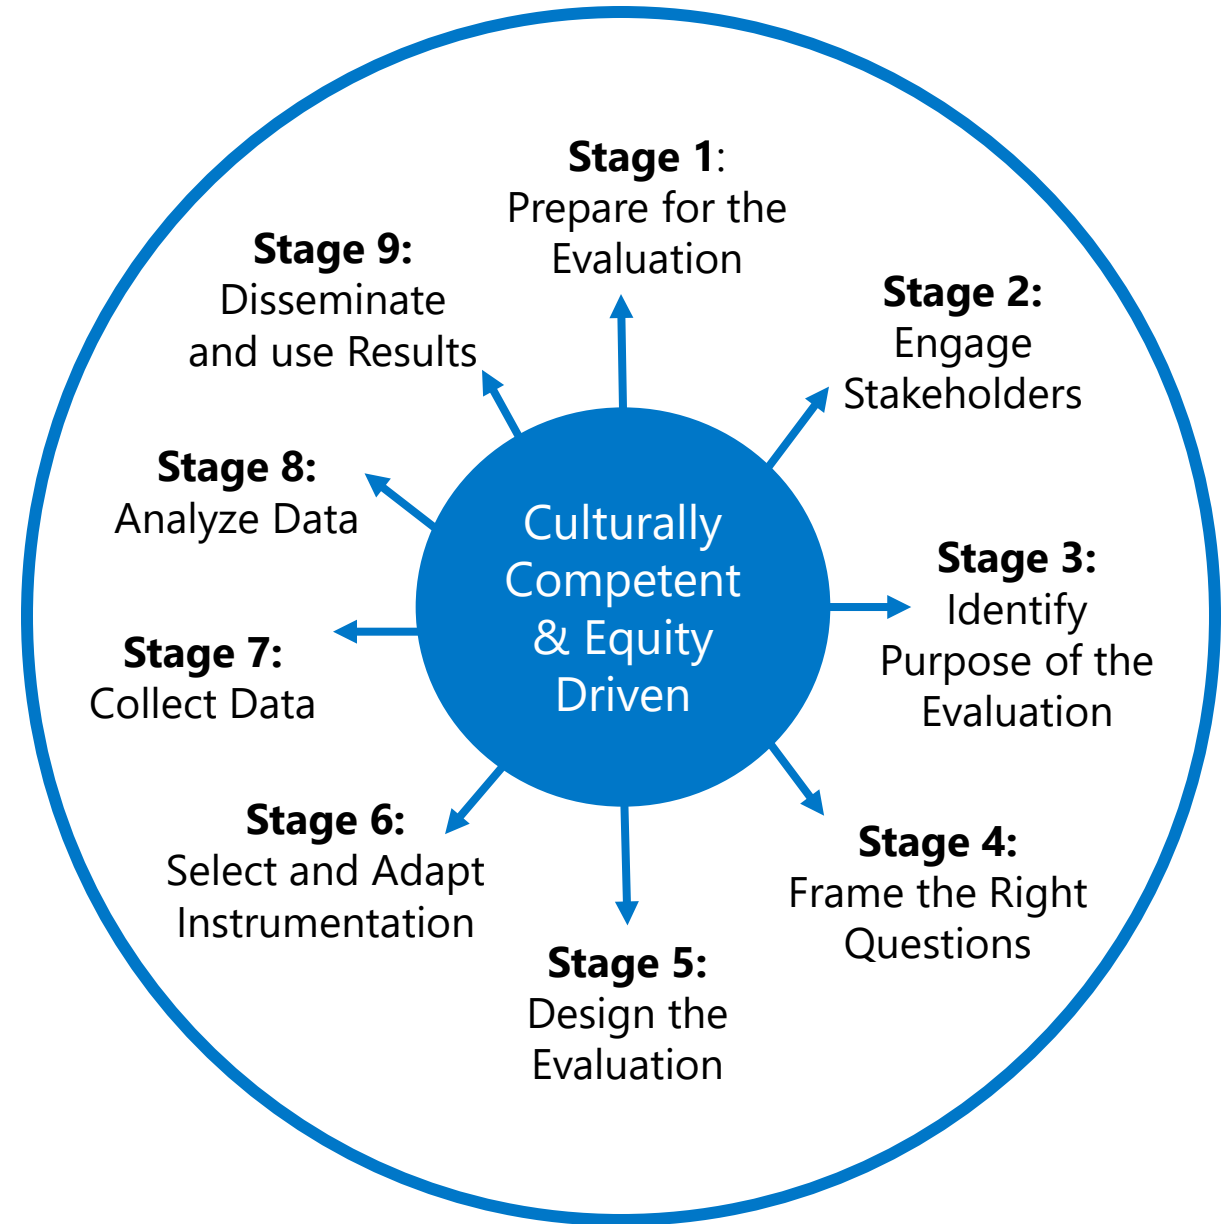 Stage 1:
Prepare for the
Evaluation
Stage 2:
Engage
Stakeholders
Stage 3:
Identify
Purpose of the
Evaluation
Stage 4:
Frame the Right
Questions
Stage 5:
Design the
Evaluation
Stage 6:
Select and Adapt
Instrumentation
Stage 7:
Collect Data
Stage 8:
Analyze Data
Stage 9:
Disseminate
and use Results
Culturally
Competent
& Equity
Driven